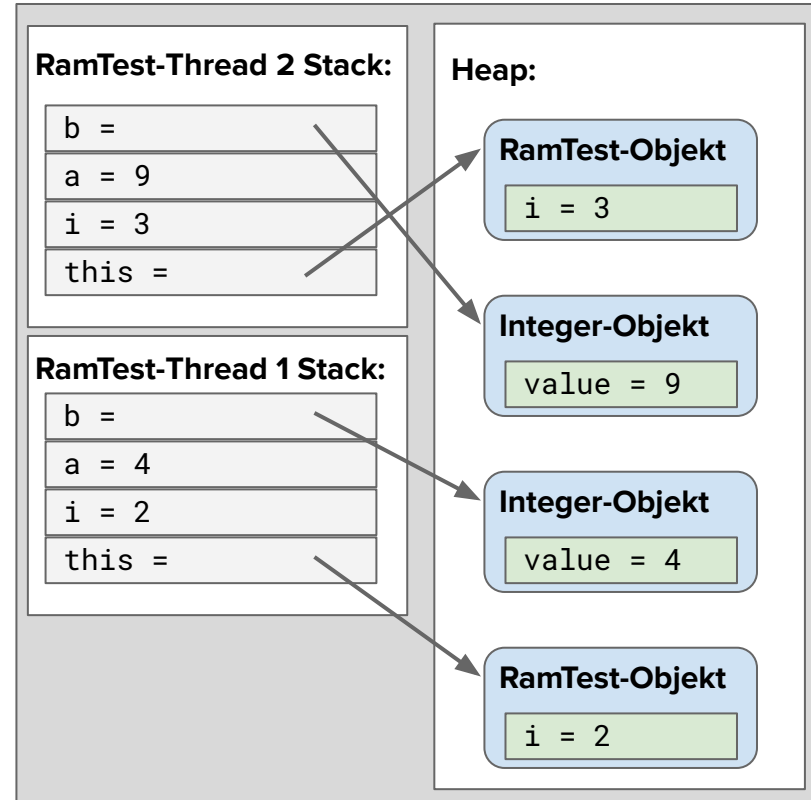 RamTest-Thread 2 Stack:
b =
a = 9
i = 3
this =
RamTest-Thread 1 Stack:
b =
a = 4
i = 2
this =
Heap:
RamTest-Objekt
i = 3
Integer-Objekt
value = 9
Integer-Objekt
value = 4
RamTest-Objekt
i = 2